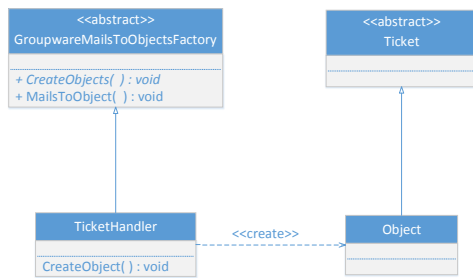 <<abstract>>
GroupwareMailsToObjectsFactory
+ CreateObjects( ) : void
+ MailsToObject( ) : void
<<abstract>>
Ticket
TicketHandler
CreateObject( ) : void
<<create>>
Object